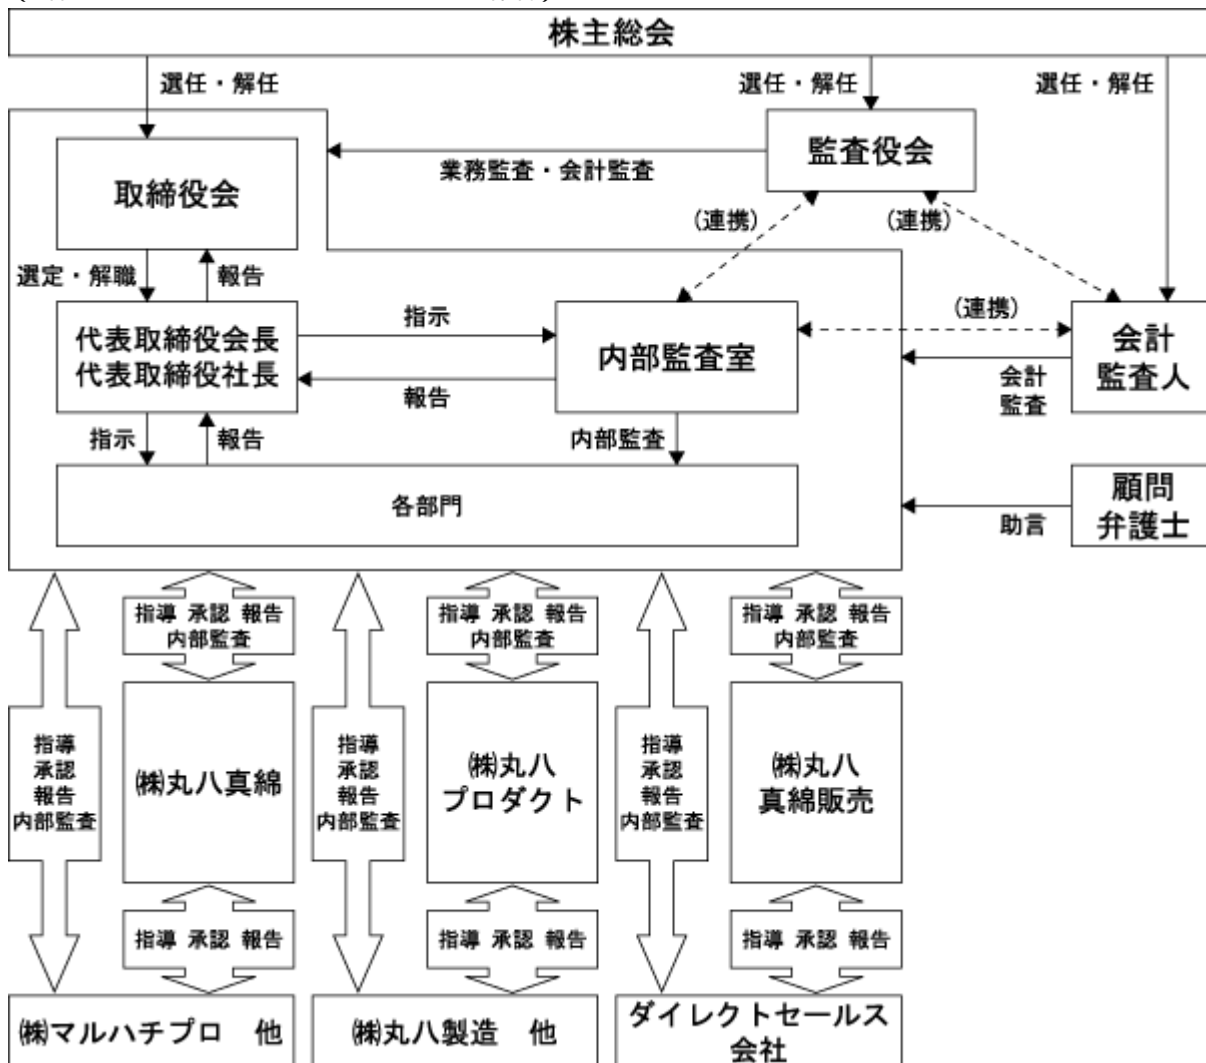 株主総会
選任・解任
選任・解任
選任・解任
監査役会
業務監査・会計監査
取締役会
(連携)
(連携)
選定・解職
報告
代表取締役会長
代表取締役社長
指示
報告
内部監査室
(連携)
会計
監査人
会計
監査
指示
報告
内部監査
各部門
顧問
弁護士
助言
指導 承認 報告
内部監査
指導 承認 報告
内部監査
指導 承認 報告
内部監査
指導
承認
報告
内部監査
㈱丸八真綿
指導
承認
報告
内部監査
㈱丸八
プロダクト
指導
承認
報告
内部監査
㈱丸八
真綿販売
指導 承認 報告
指導 承認 報告
指導 承認 報告
㈱マルハチプロ 他
㈱丸八製造 他
ダイレクトセールス
会社